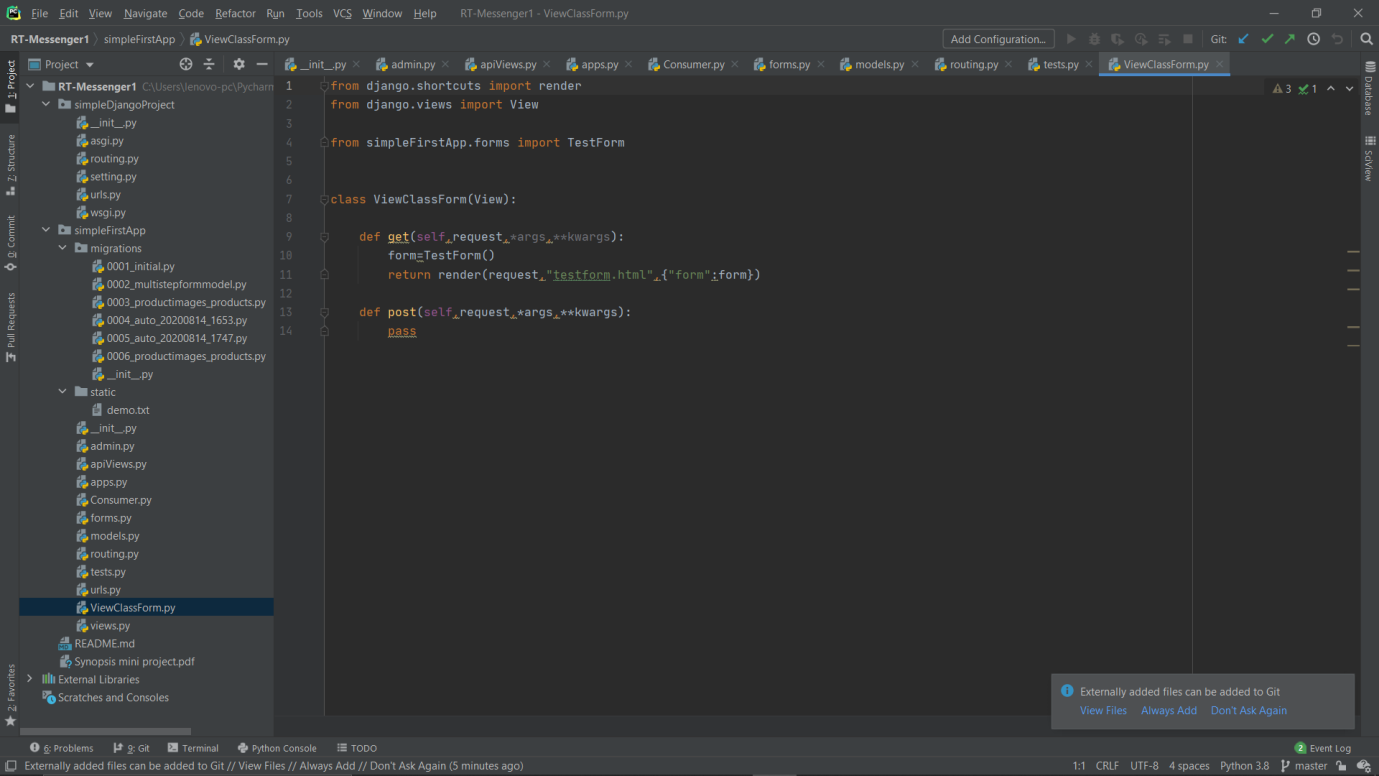 File Edit View Navigate Code Refactor Run Tools VCS Window Help RT-Messenger1 - ViewClassForm.py
RT-Messenger1 simpleFirstApp ViewClassForm.py Add Configuration... Git:
Project
__init__.py admin.py apiViews.py apps.py Consumer.py forms.py models.py routing.py tests.py ViewClassForm.py
1: Project
7: Structure
0: Commit
Pull Requests
2: Favorites
RT-Messenger1 C:\Users\lenovo-pc\Pycharm
simpleDjangoProject
__init__.py
asgi.py
routing.py
setting.py
urls.py
wsgi.py
simpleFirstApp
migrations
0001_initial.py
0002_multistepformmodel.py
0003_productimages_products.py
0004_auto_20200814_1653.py
0005_auto_20200814_1747.py
0006_productimages_products.py
__init__.py
static
demo.txt
__init__.py
admin.py
apiViews.py
apps.py
Consumer.py
forms.py
models.py
routing.py
tests.py
urls.py
ViewClassForm.py
views.py
README.md
Synopsis mini project.pdf
External Libraries
Scratches and Consoles
1 from django.shortcuts import render
2 from django.views import View
3
4 from simpleFirstApp.forms import TestForm
5
6
7 class ViewClassForm(View):
8
9 def get(self,request,*args,**kwargs):
10 form=TestForm()
11 return render(request,"testform.html",{"form":form})
12
13 def post(self,request,*args,**kwargs):
14 pass
3 1
Database
SciView
Externally added files can be added to Git
View Files Always Add Don't Ask Again
6: Problems 9: Git Terminal Python Console TODO 2 Event Log
Externally added files can be added to Git // View Files // Always Add // Don't Ask Again (5 minutes ago) 1:1 CRLF UTF-8 4 spaces Python 3.8 master